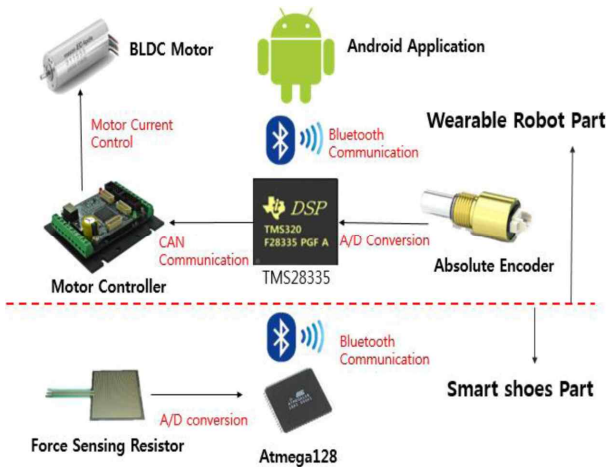 BLDC Motor
Android Application
Motor Current
Control
Bluetooth
Communication
Wearable Robot Part
DSP
TMS320
F28335 PGF A
CAN
Communication
A/D Conversion
Motor Controller
TMS28335
Absolute Encoder
Bluetooth
Communication
Smart shoes Part
A/D conversion
Force Sensing Resistor
Atmega128